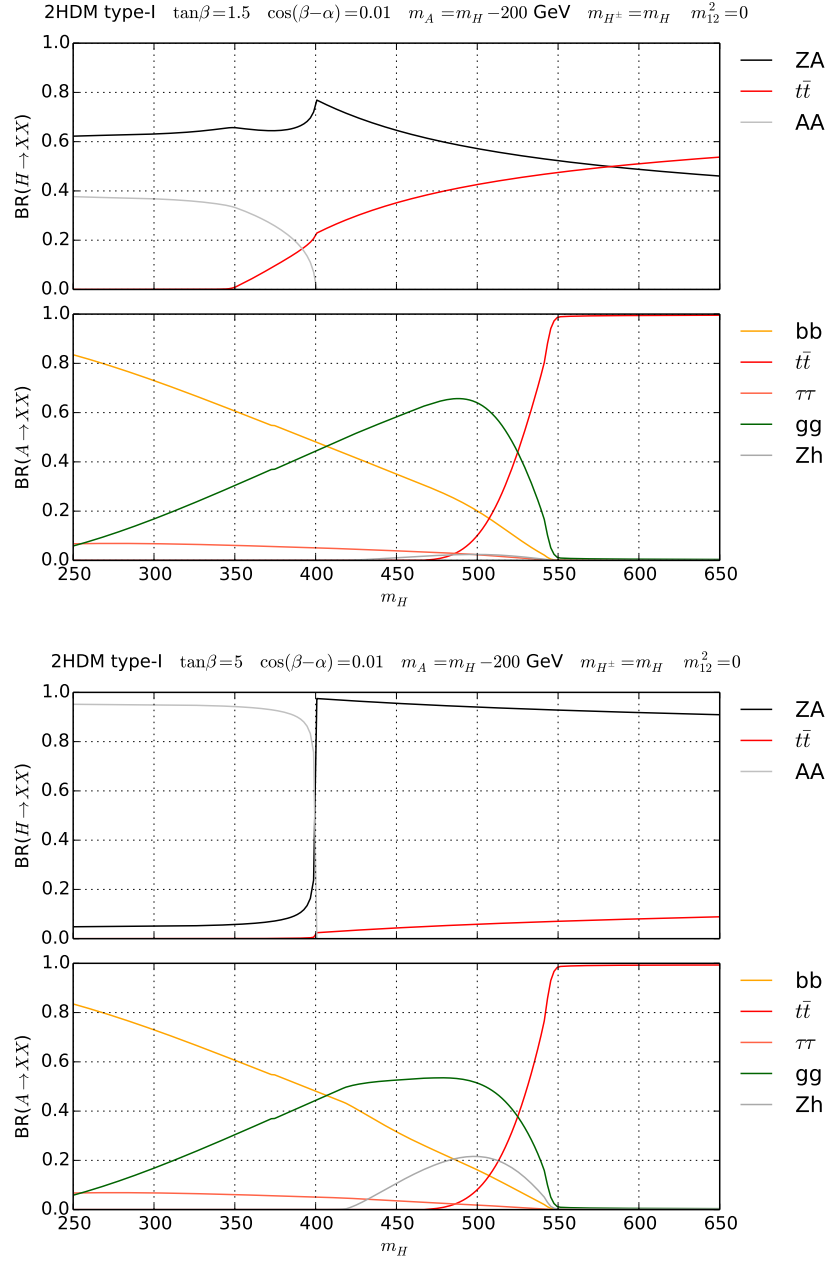 2HDM type-I tanβ=1.5 cos(β−α)=0.01 m_A=m_H−200 GeV m_H±=m_H m_12^2=0
1.0
0.8
0.6
0.4
0.2
0.0
BR(H→XX)
ZA
tt̄
AA
1.0
0.8
0.6
0.4
0.2
0.0
BR(A→XX)
bb
tt̄
ττ
gg
Zh
250 300 350 400 450 500 550 600 650
m_H
2HDM type-I tanβ=5 cos(β−α)=0.01 m_A=m_H−200 GeV m_H±=m_H m_12^2=0
1.0
0.8
0.6
0.4
0.2
0.0
BR(H→XX)
ZA
tt̄
AA
1.0
0.8
0.6
0.4
0.2
0.0
BR(A→XX)
bb
tt̄
ττ
gg
Zh
250 300 350 400 450 500 550 600 650
m_H